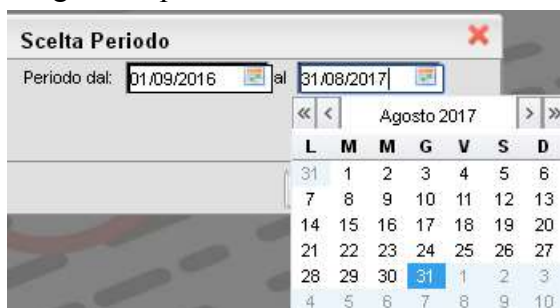 Scelta Periodo
Periodo dal: 01/09/2016 al 31/08/2017
« < Agosto 2017 > »
L M M G V S D
31 1 2 3 4 5 6
7 8 9 10 11 12 13
14 15 16 17 18 19 20
21 22 23 24 25 26 27
28 29 30 31 1 2 3
4 5 6 7 8 9 10